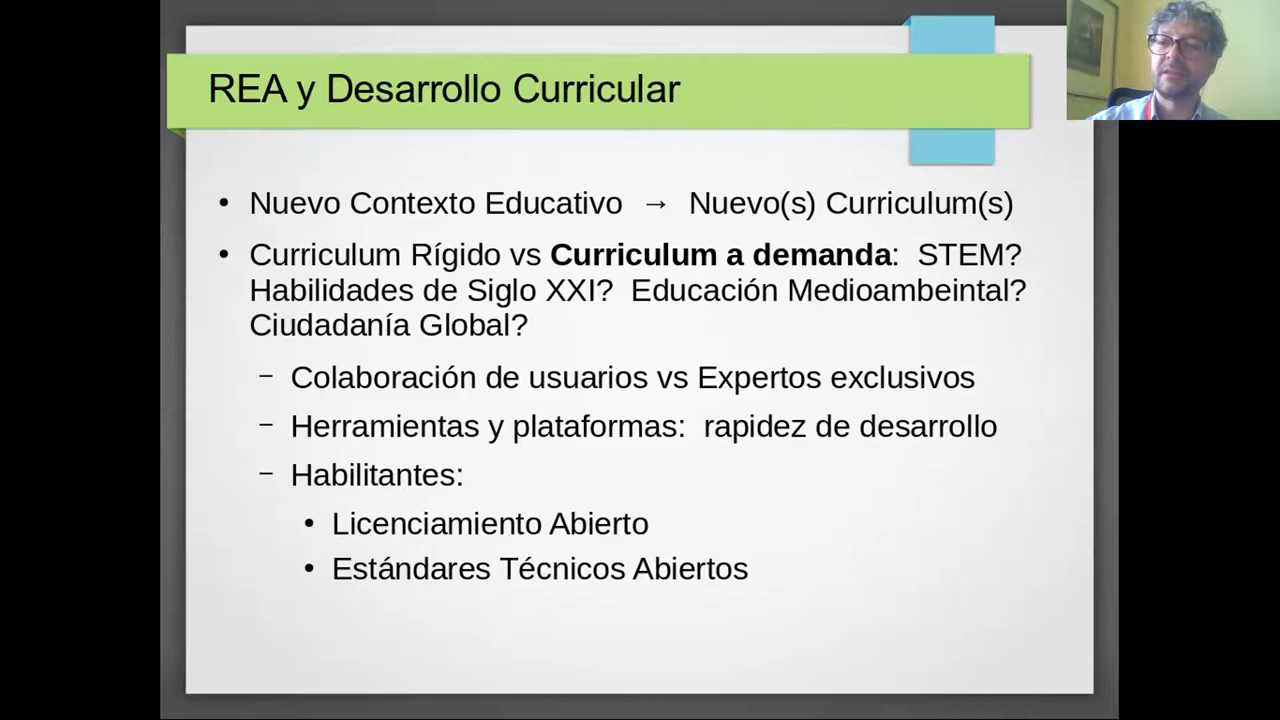 REA y Desarrollo Curricular
• Nuevo Contexto Educativo → Nuevo(s) Curriculum(s)
• Curriculum Rígido vs Curriculum a demanda: STEM?
Habilidades de Siglo XXI? Educación Medioambeintal?
Ciudadanía Global?
– Colaboración de usuarios vs Expertos exclusivos
– Herramientas y plataformas: rapidez de desarrollo
– Habilitantes:
• Licenciamiento Abierto
• Estándares Técnicos Abiertos